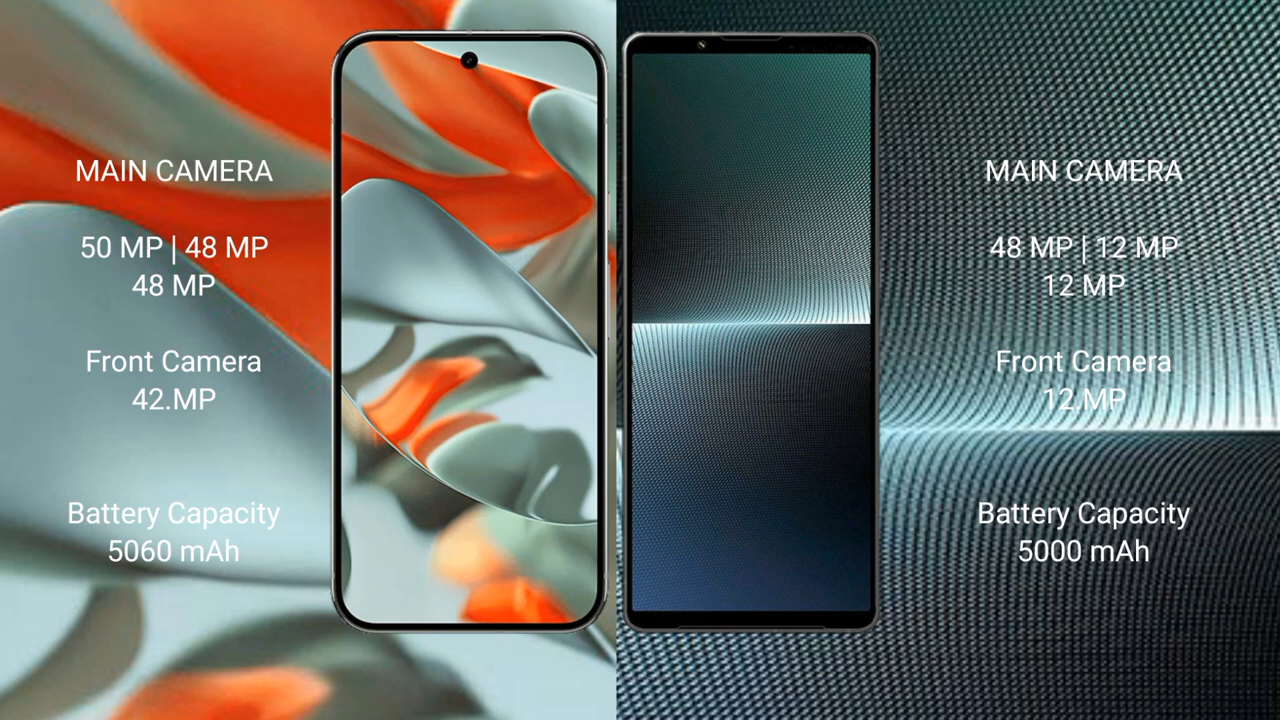 MAIN CAMERA
50 MP | 48 MP
48 MP
Front Camera
42.MP
Battery Capacity
5060 mAh
MAIN CAMERA
48 MP | 12 MP
12 MP
Front Camera
12.MP
Battery Capacity
5000 mAh